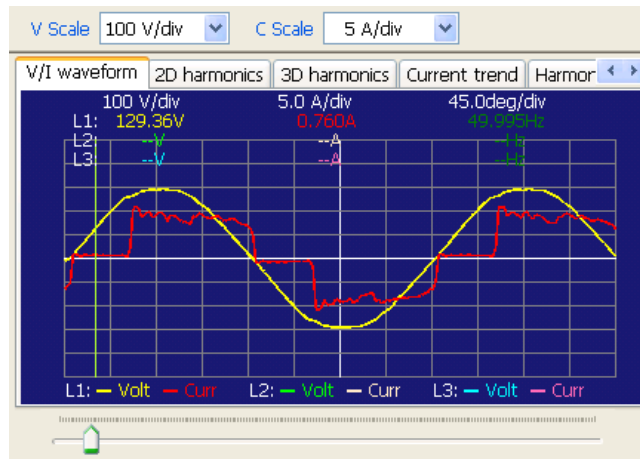 V Scale 100 V/div C Scale 5 A/div
V/I waveform 2D harmonics 3D harmonics Current trend Harmor
100 V/div 5.0 A/div 45.0deg/div
L1: 129.36V 0.760A 49.995Hz
L2: --V --A --Hz
L3: --V --A --Hz
L1: Volt Curr L2: Volt Curr L3: Volt Curr